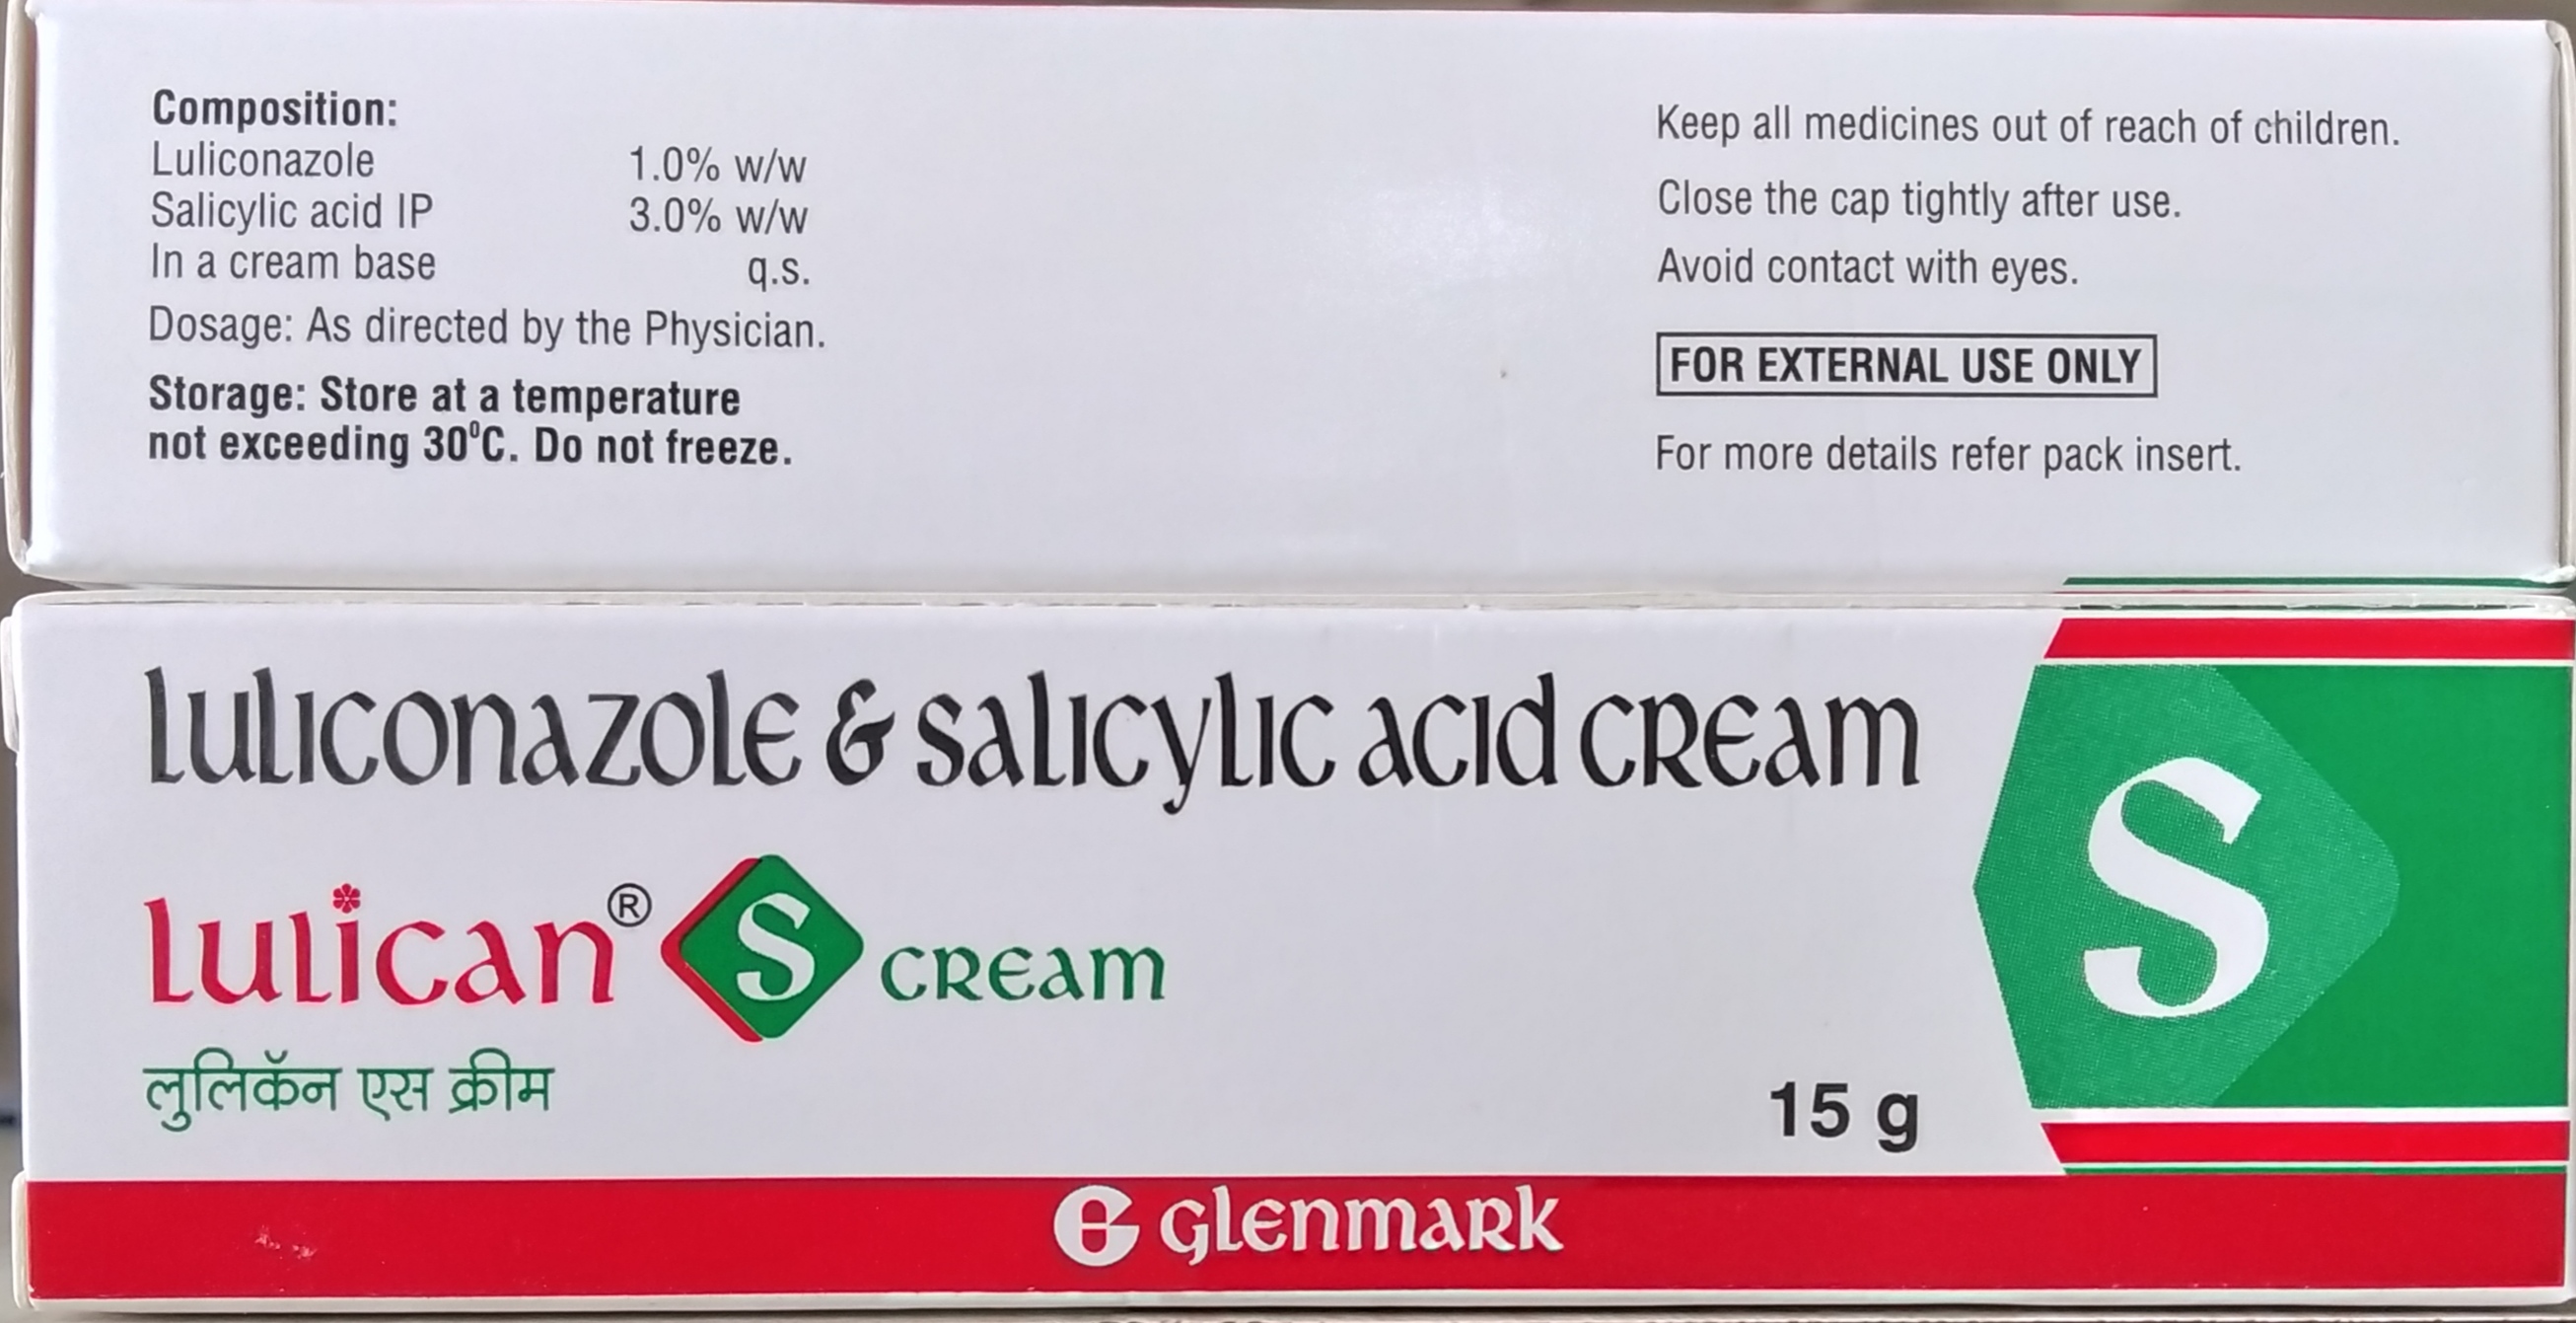 Composition:
Luliconazole 1.0% w/w
Salicylic acid IP 3.0% w/w
In a cream base q.s.
Dosage: As directed by the Physician.
Storage: Store at a temperature
not exceeding 30°C. Do not freeze.
Keep all medicines out of reach of children.
Close the cap tightly after use.
Avoid contact with eyes.
FOR EXTERNAL USE ONLY
For more details refer pack insert.
Luliconazole & Salicylic Acid Cream
Lulican® S Cream
लुलिकॅन एस क्रीम
15 g
S
G Glenmark